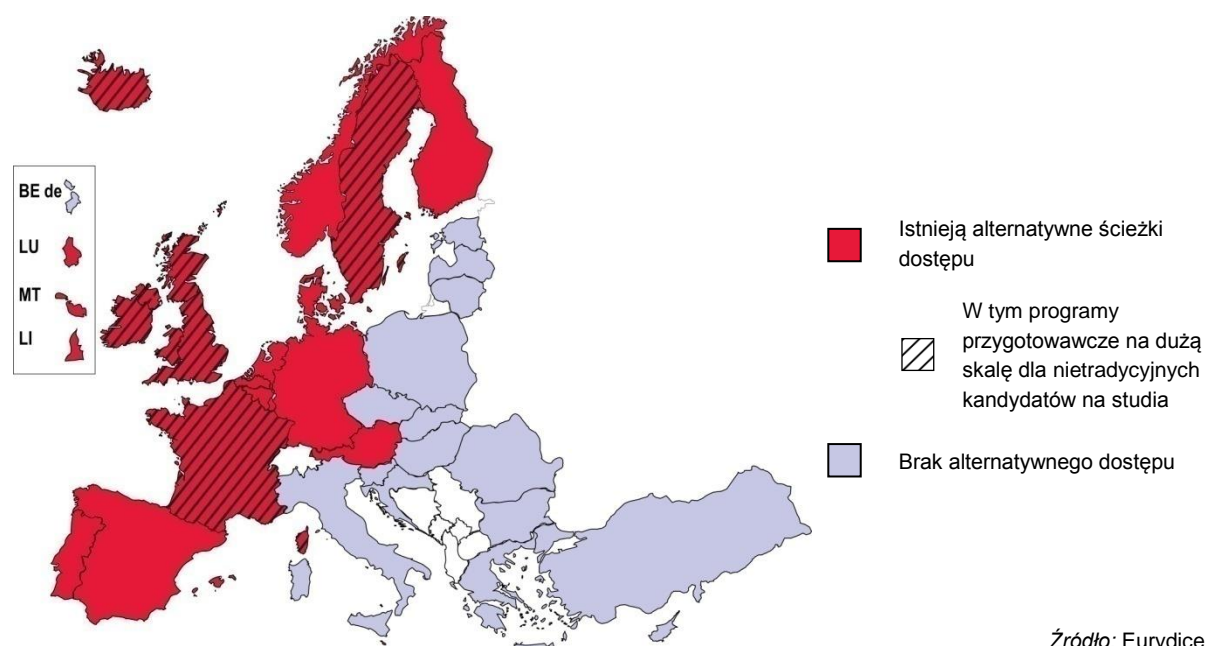 BE de
LU
MT
LI
Istnieją alternatywne ścieżki
dostępu
W tym programy
przygotowawcze na dużą
skalę dla nietradycyjnych
kandydatów na studia
Brak alternatywnego dostępu
Źródło: Eurydice